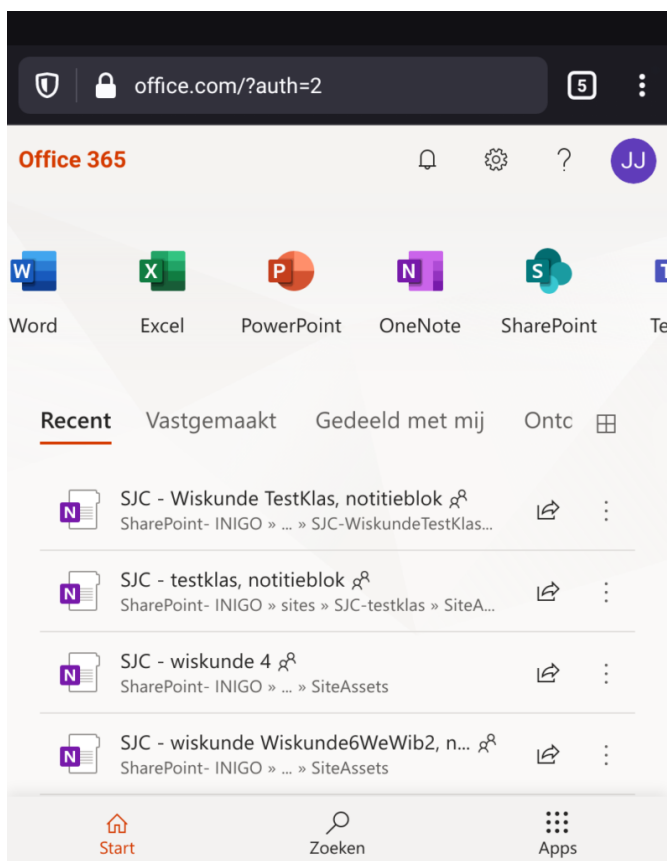 office.com/?auth=2
5
Office 365
?
JJ
W X P N S T
Word Excel PowerPoint OneNote SharePoint Te
Recent Vastgemaakt Gedeeld met mij Ontd
SJC - Wiskunde TestKlas, notitieblok
N
SharePoint- INIGO » ... » SJC-WiskundeTestKlas...
SJC - testklas, notitieblok
N
SharePoint- INIGO » sites » SJC-testklas » SiteA...
SJC - wiskunde 4
N
SharePoint- INIGO » ... » SiteAssets
SJC - wiskunde Wiskunde6WeWib2, n...
N
SharePoint- INIGO » ... » SiteAssets
Start Zoeken Apps